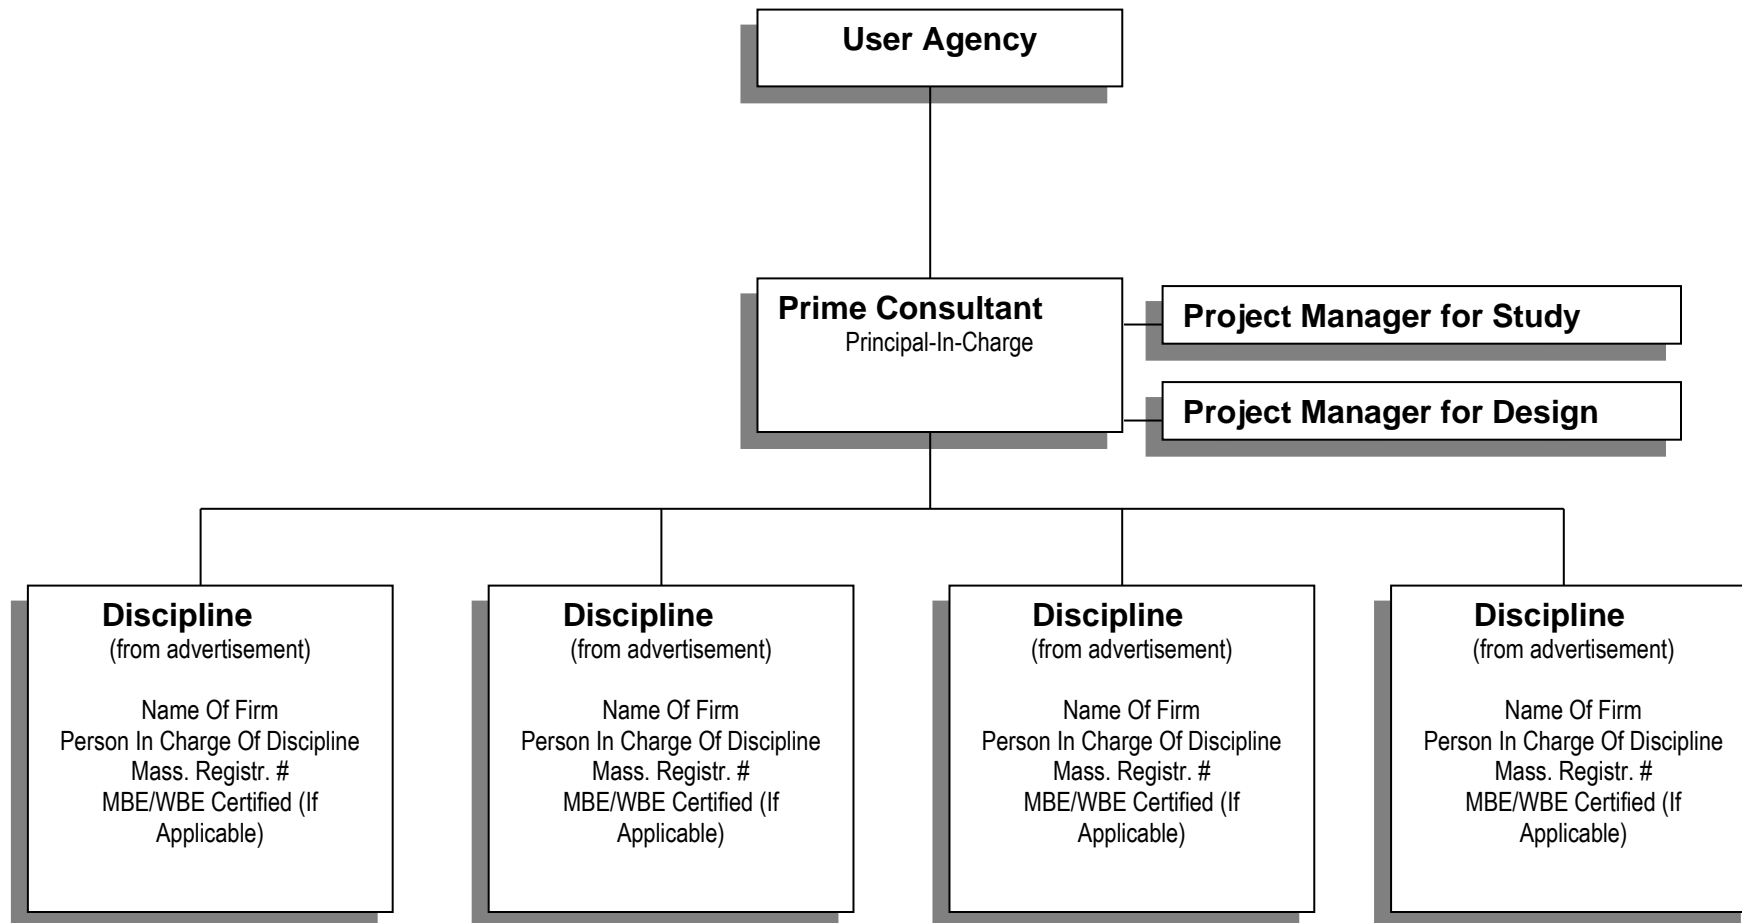 User Agency
Prime Consultant
Principal-In-Charge
Project Manager for Study
Project Manager for Design
Discipline
(from advertisement)
Name Of Firm
Person In Charge Of Discipline
Mass. Registr. #
MBE/WBE Certified (If
Applicable)
Discipline
(from advertisement)
Name Of Firm
Person In Charge Of Discipline
Mass. Registr. #
MBE/WBE Certified (If
Applicable)
Discipline
(from advertisement)
Name Of Firm
Person In Charge Of Discipline
Mass. Registr. #
MBE/WBE Certified (If
Applicable)
Discipline
(from advertisement)
Name Of Firm
Person In Charge Of Discipline
Mass. Registr. #
MBE/WBE Certified (If
Applicable)